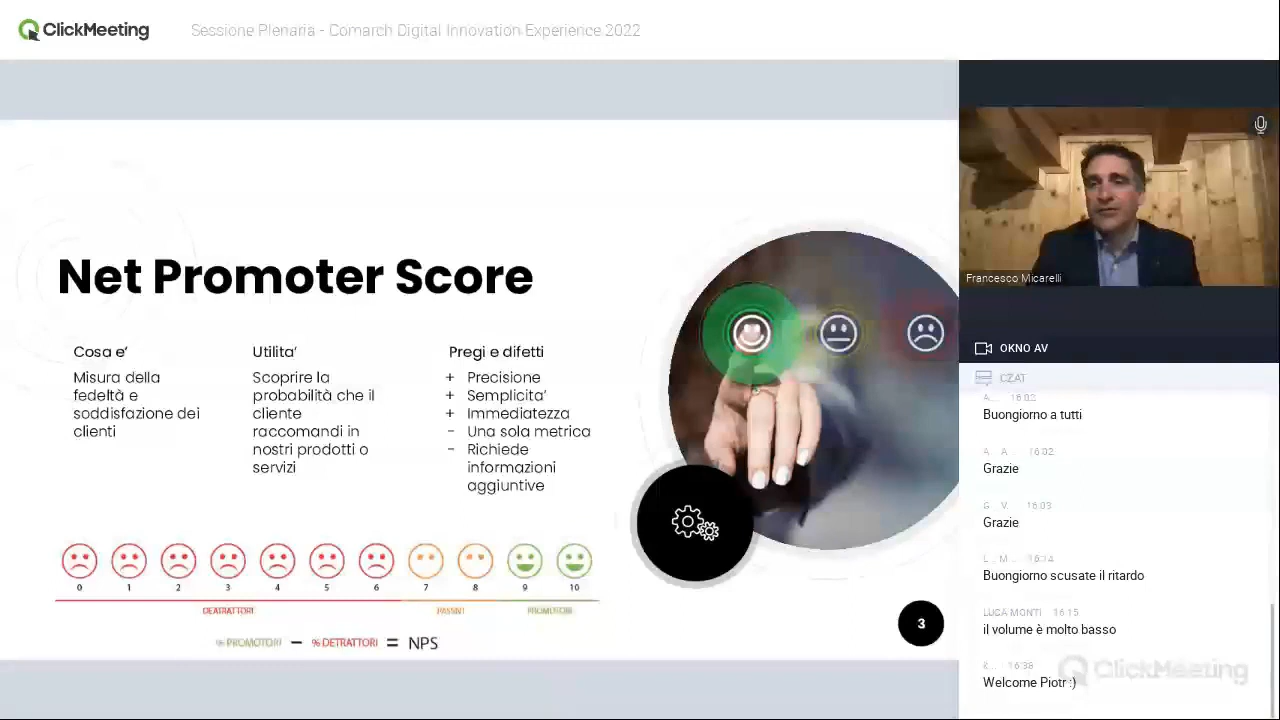 ClickMeeting
Sessione Plenaria - Comarch Digital Innovation Experience 2022
Net Promoter Score
Cosa e’
Misura della
fedeltà e
soddisfazione dei
clienti
Utilita’
Scoprire la
probabilità che il
cliente
raccomandi in
nostri prodotti o
servizi
Pregi e difetti
+ Precisione
+ Semplicita’
+ Immediatezza
- Una sola metrica
- Richiede
informazioni
aggiuntive
0 1 2 3 4 5 6 7 8 9 10
PROMOTORI
% PROMOTORI - % DETRATTORI = NPS
3
Francesco Micarelli
OKNO AV
CZAT
A... 16:02
Buongiorno a tutti
A... A... 16:02
Grazie
G... V... 16:03
Grazie
L... M... 16:14
Buongiorno scusate il ritardo
LUCA MONTI 16:15
il volume è molto basso
K... 16:38
Welcome Piotr :)
ClickMeeting